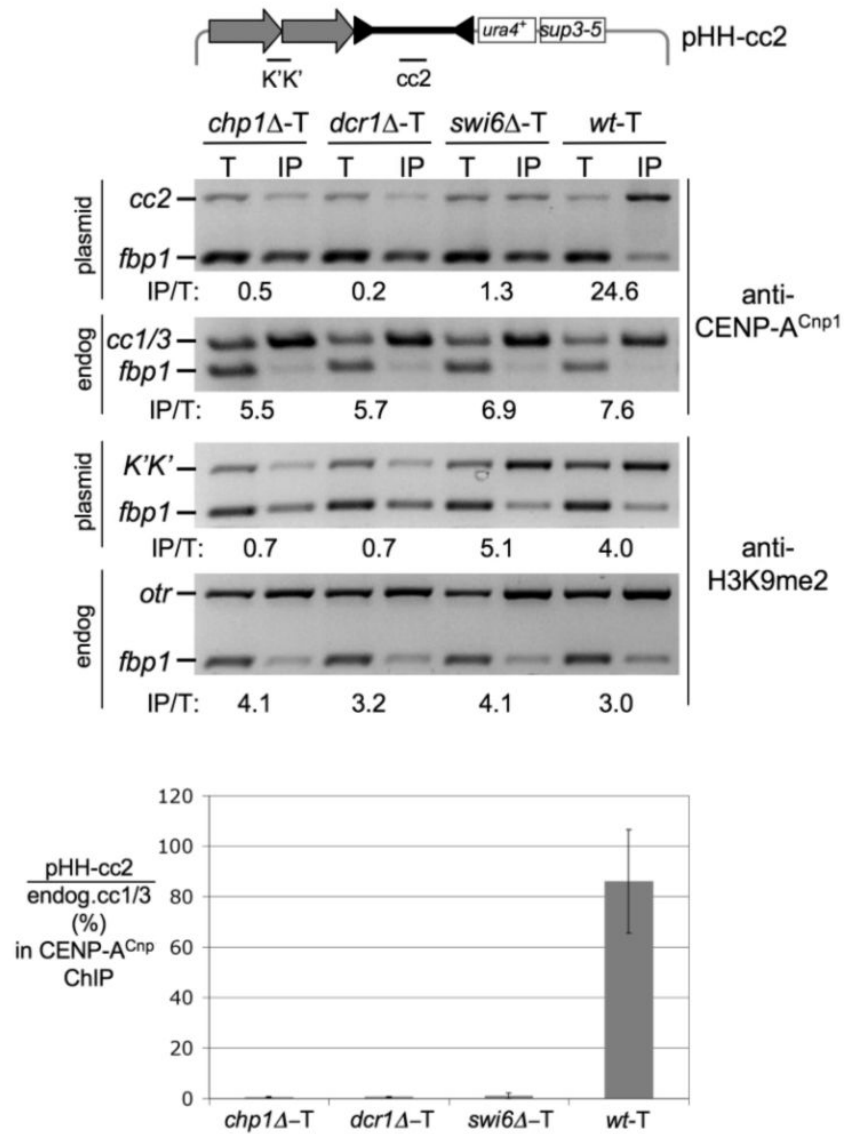 ura4+ sup3-5 pHH-cc2
K'K' cc2
chp1Δ-T dcr1Δ-T swi6Δ-T wt-T
T IP T IP T IP T IP
plasmid
cc2
fbp1
IP/T: 0.5 0.2 1.3 24.6
endog
cc1/3
fbp1
IP/T: 5.5 5.7 6.9 7.6
anti-
CENP-ACnp1
plasmid
K'K'
fbp1
IP/T: 0.7 0.7 5.1 4.0
endog
otr
fbp1
IP/T: 4.1 3.2 4.1 3.0
anti-
H3K9me2
pHH-cc2
endog.cc1/3
(%)
in CENP-ACnp
ChIP
120
100
80
60
40
20
0
chp1Δ–T dcr1Δ–T swi6Δ–T wt-T